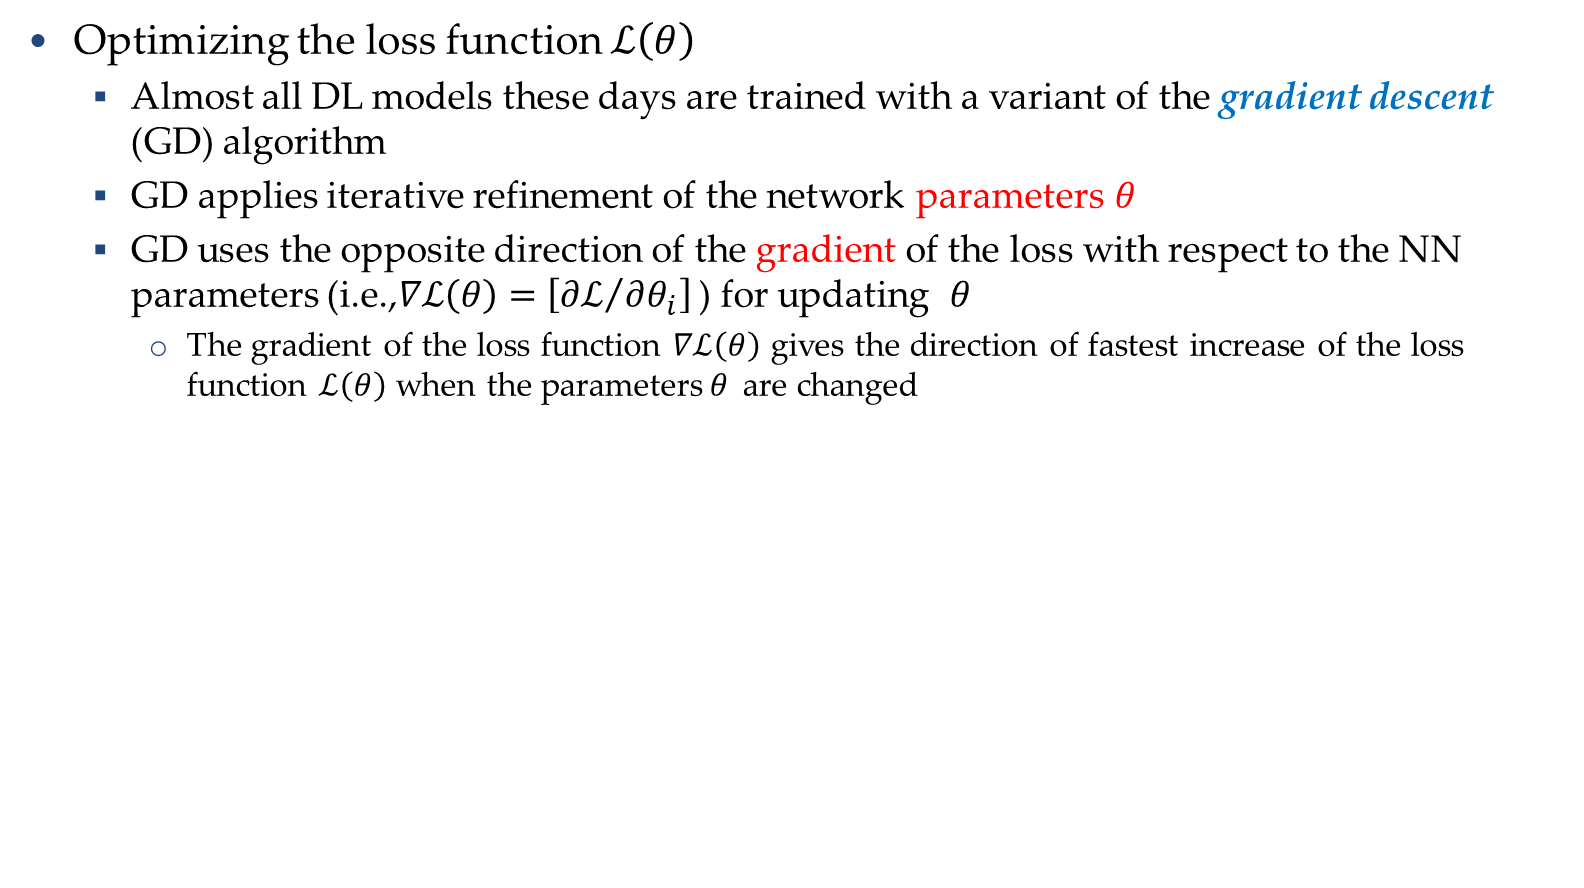 • Optimizing the loss function ℒ(θ)
▪ Almost all DL models these days are trained with a variant of the gradient descent
(GD) algorithm
▪ GD applies iterative refinement of the network parameters θ
▪ GD uses the opposite direction of the gradient of the loss with respect to the NN
parameters (i.e.,∇ℒ(θ) = [∂ℒ/∂θᵢ] ) for updating θ
○ The gradient of the loss function ∇ℒ(θ) gives the direction of fastest increase of the loss
function ℒ(θ) when the parameters θ are changed